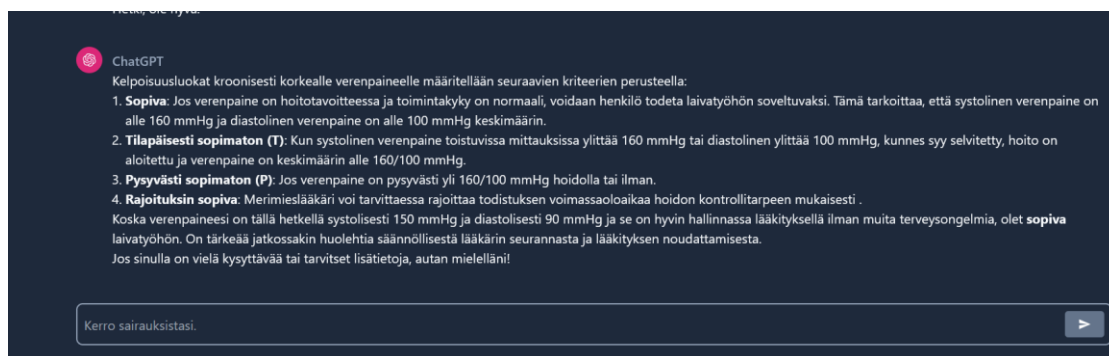 Hetki, ole hyvä.
ChatGPT
Kelpoisuusluokat kroonisesti korkealle verenpaineelle määritellään seuraavien kriteerien perusteella:
1. Sopiva: Jos verenpaine on hoitotavoitteessa ja toimintakyky on normaali, voidaan henkilö todeta laivatyöhön soveltuvaksi. Tämä tarkoittaa, että systolinen verenpaine on
alle 160 mmHg ja diastolinen verenpaine on alle 100 mmHg keskimäärin.
2. Tilapäisesti sopimaton (T): Kun systolinen verenpaine toistuvissa mittauksissa ylittää 160 mmHg tai diastolinen ylittää 100 mmHg, kunnes syy selvitetty, hoito on
aloitettu ja verenpaine on keskimäärin alle 160/100 mmHg.
3. Pysyvästi sopimaton (P): Jos verenpaine on pysyvästi yli 160/100 mmHg hoidolla tai ilman.
4. Rajoituksin sopiva: Merimieslääkäri voi tarvittaessa rajoittaa todistuksen voimassaoloaikaa hoidon kontrollitarpeen mukaisesti .
Koska verenpaineesi on tällä hetkellä systolisesti 150 mmHg ja diastolisesti 90 mmHg ja se on hyvin hallinnassa lääkityksellä ilman muita terveysongelmia, olet sopiva
laivatyöhön. On tärkeää jatkossakin huolehtia säännöllisestä lääkärin seurannasta ja lääkityksen noudattamisesta.
Jos sinulla on vielä kysyttävää tai tarvitset lisätietoja, autan mielelläni!
Kerro sairauksistasi.